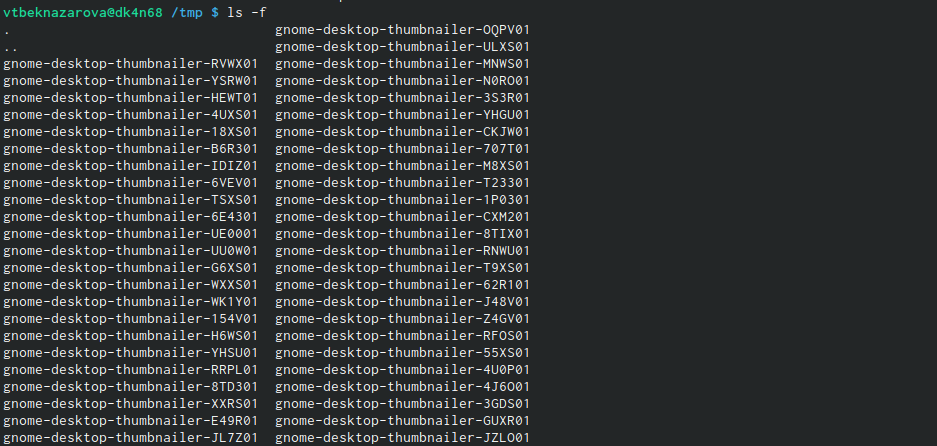 vtbeknazarova@dk4n68 /tmp $ ls -f
. gnome-desktop-thumbnailer-OQPV01
.. gnome-desktop-thumbnailer-ULXS01
gnome-desktop-thumbnailer-RVWX01 gnome-desktop-thumbnailer-MNWS01
gnome-desktop-thumbnailer-YSRW01 gnome-desktop-thumbnailer-N0RO01
gnome-desktop-thumbnailer-HEWT01 gnome-desktop-thumbnailer-3S3R01
gnome-desktop-thumbnailer-4UXS01 gnome-desktop-thumbnailer-YHGU01
gnome-desktop-thumbnailer-18XS01 gnome-desktop-thumbnailer-CKJW01
gnome-desktop-thumbnailer-B6R301 gnome-desktop-thumbnailer-707T01
gnome-desktop-thumbnailer-IDIZ01 gnome-desktop-thumbnailer-M8XS01
gnome-desktop-thumbnailer-6VEV01 gnome-desktop-thumbnailer-T23301
gnome-desktop-thumbnailer-TSXS01 gnome-desktop-thumbnailer-1P0301
gnome-desktop-thumbnailer-6E4301 gnome-desktop-thumbnailer-CXM201
gnome-desktop-thumbnailer-UE0001 gnome-desktop-thumbnailer-8TIX01
gnome-desktop-thumbnailer-UU0W01 gnome-desktop-thumbnailer-RNWU01
gnome-desktop-thumbnailer-G6XS01 gnome-desktop-thumbnailer-T9XS01
gnome-desktop-thumbnailer-WXXS01 gnome-desktop-thumbnailer-62R101
gnome-desktop-thumbnailer-WK1Y01 gnome-desktop-thumbnailer-J48V01
gnome-desktop-thumbnailer-154V01 gnome-desktop-thumbnailer-Z4GV01
gnome-desktop-thumbnailer-H6WS01 gnome-desktop-thumbnailer-RFOS01
gnome-desktop-thumbnailer-YHSU01 gnome-desktop-thumbnailer-55XS01
gnome-desktop-thumbnailer-RRPL01 gnome-desktop-thumbnailer-4U0P01
gnome-desktop-thumbnailer-8TD301 gnome-desktop-thumbnailer-4J6O01
gnome-desktop-thumbnailer-XXRS01 gnome-desktop-thumbnailer-3GDS01
gnome-desktop-thumbnailer-E49R01 gnome-desktop-thumbnailer-GUXR01
gnome-desktop-thumbnailer-JL7Z01 gnome-desktop-thumbnailer-JZLO01